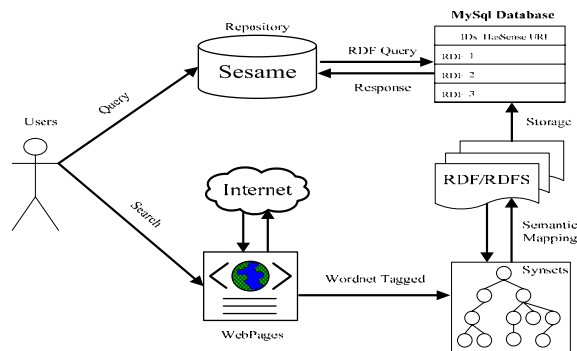 MySql Database
Repository
IDs HasSense URI
RDF Query
RDF 1
Sesame
RDF 2
Response
RDF 3
Query
Users
Storage
RDF/RDFS
Internet
Search
Semantic
Mapping
Wordnet Tagged
Synsets
WebPages